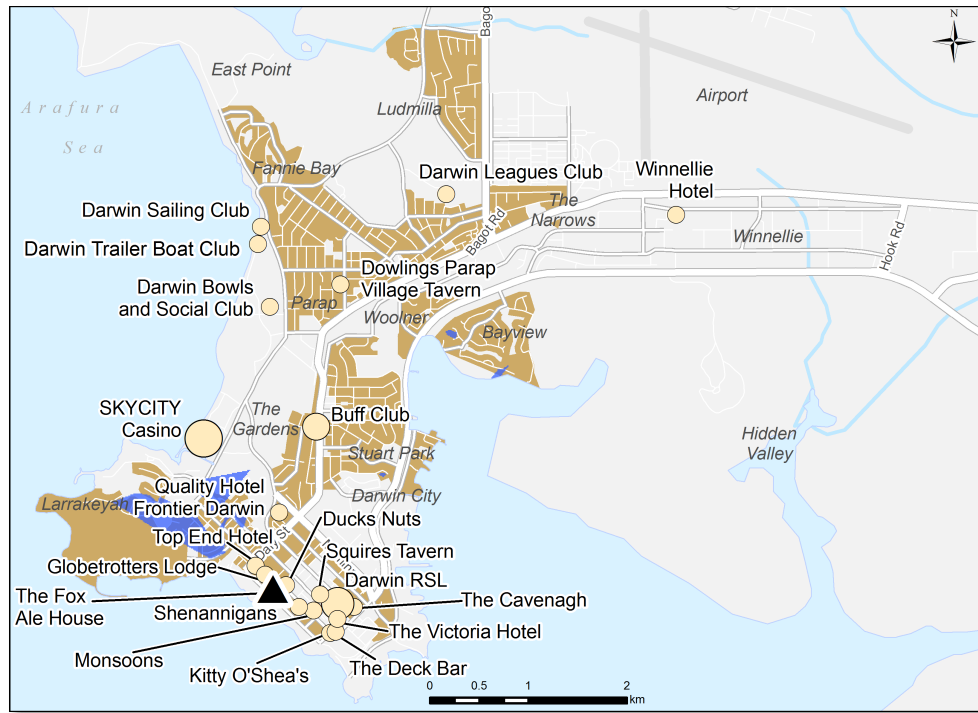 N
Bagot
East Point
Airport
Arafura
Sea
Ludmilla
Fannie Bay
Darwin Leagues Club
Winnellie
Hotel
The
Narrows
Darwin Sailing Club
Bagot Rd
Winnellie
Hook Rd
Darwin Trailer Boat Club
Dowlings Parap
Village Tavern
Darwin Bowls
and Social Club
Parap
Woolner
Bayview
SKYCITY
Casino
The
Gardens
Buff Club
Stuart Park
Hidden
Valley
Quality Hotel
Frontier Darwin
Darwin City
Larrakeyah
Ducks Nuts
Top End Hotel
Daly St
Squires Tavern
Globetrotters Lodge
Darwin RSL
The Fox
Ale House
Shenannigans
The Cavenagh
The Victoria Hotel
Monsoons
Kitty O'Shea's
The Deck Bar
0 0.5 1 2
km